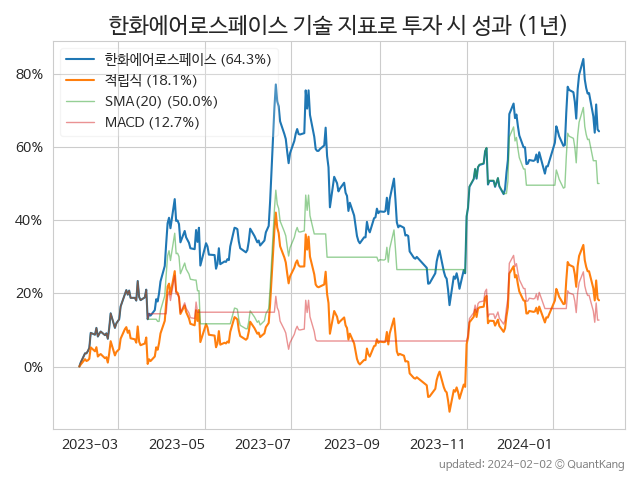 한화에어로스페이스 기술 지표로 투자 시 성과 (1년)
한화에어로스페이스 (64.3%)
적립식 (18.1%)
SMA(20) (50.0%)
MACD (12.7%)
80%
60%
40%
20%
0%
2023-03 2023-05 2023-07 2023-09 2023-11 2024-01
updated: 2024-02-02 © QuantKang